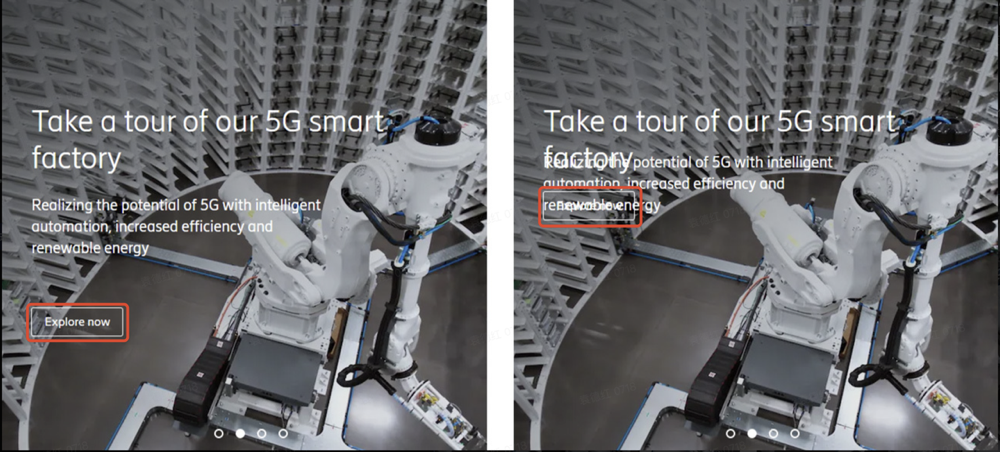 Take a tour of our 5G smart
factory
Realizing the potential of 5G with intelligent
automation, increased efficiency and
renewable energy
Explore now
Take a tour of our 5G smart
factory
Realizing the potential of 5G with intelligent
automation, increased efficiency and
renewable energy
Explore now